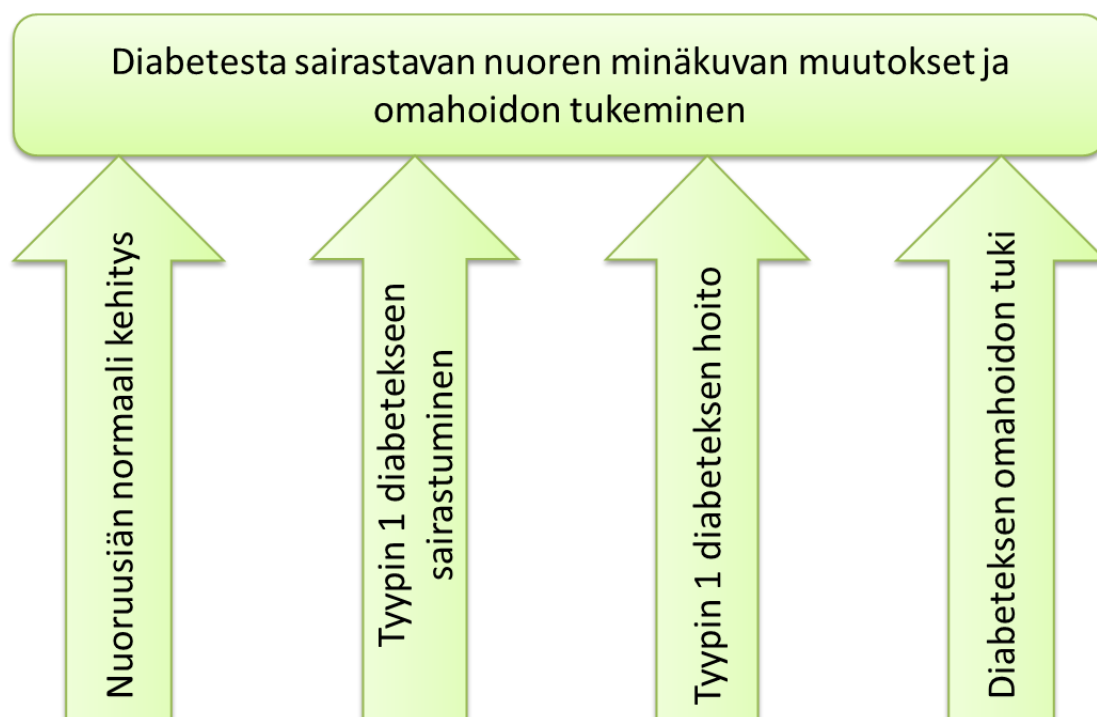 Diabetesta sairastavan nuoren minäkuvan muutokset ja
omahoidon tukeminen
Nuoruusiän normaali kehitys
Tyypin 1 diabetekseen
sairastuminen
Tyypin 1 diabeteksen hoito
Diabeteksen omahoidon tuki